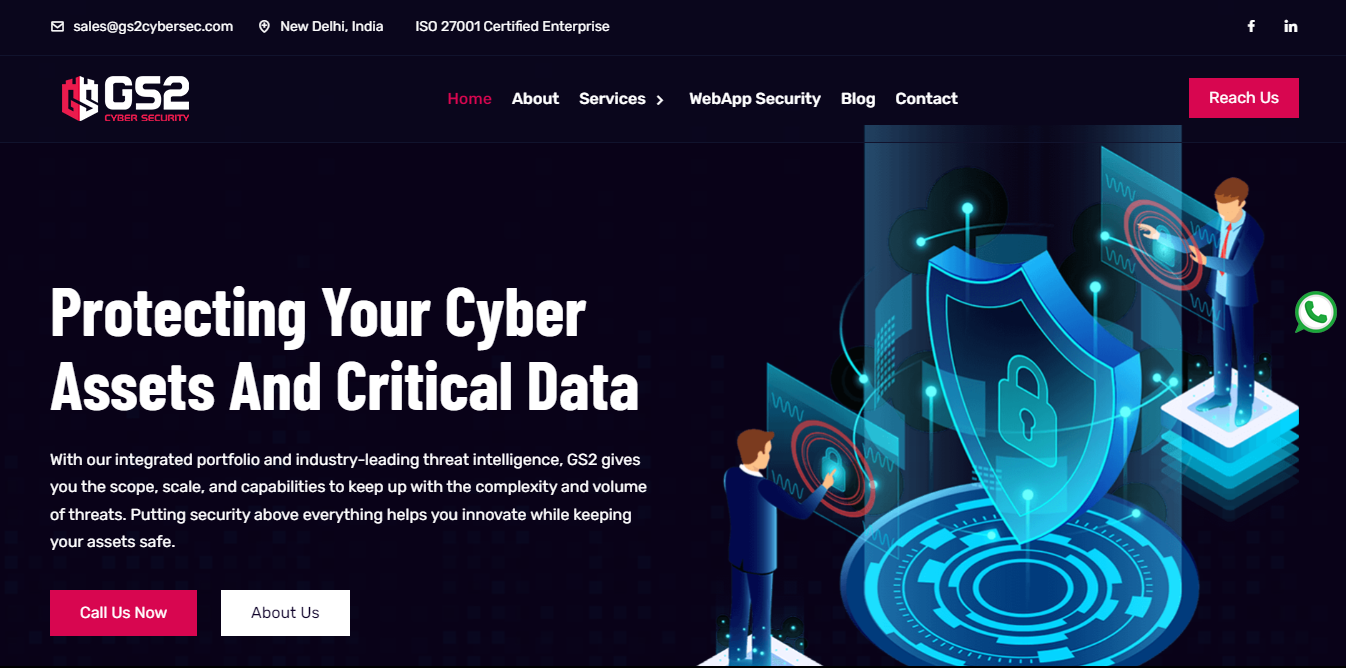 sales@gs2cybersec.com New Delhi, India ISO 27001 Certified Enterprise
GS2
CYBER SECURITY
Home About Services WebApp Security Blog Contact
Reach Us
Protecting Your Cyber
Assets And Critical Data
With our integrated portfolio and industry-leading threat intelligence, GS2 gives
you the scope, scale, and capabilities to keep up with the complexity and volume
of threats. Putting security above everything helps you innovate while keeping
your assets safe.
Call Us Now About Us